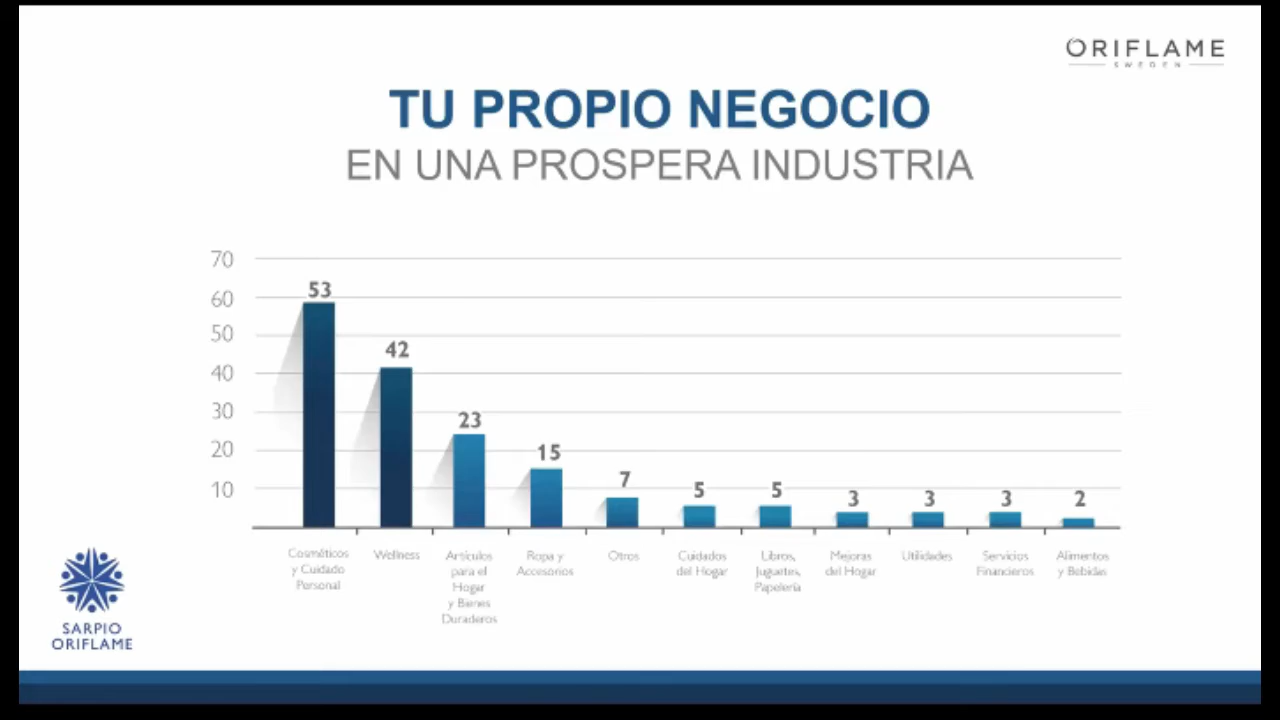 ORIFLAME
SWEDEN
TU PROPIO NEGOCIO
EN UNA PROSPERA INDUSTRIA
70
60
50
40
30
20
10
53
42
23
15
7
5
5
3
3
3
2
Cosméticos
y Cuidado
Personal
Wellness
Artículos
para el
Hogar
y Bienes
Duraderos
Ropa y
Accesorios
Otros
Cuidados
del Hogar
Libros,
Juguetes,
Papelería
Mejoras
del Hogar
Utilidades
Servicios
Financieros
Alimentos
y Bebidas
SARPIO
ORIFLAME